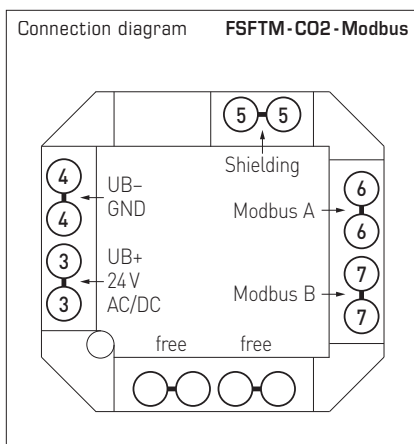 Connection diagram FSFTM-CO2-Modbus
5 5
Shielding
4
UB–
GND
4
6
Modbus A
6
3
UB+
24 V
AC/DC
3
7
Modbus B
7
free free